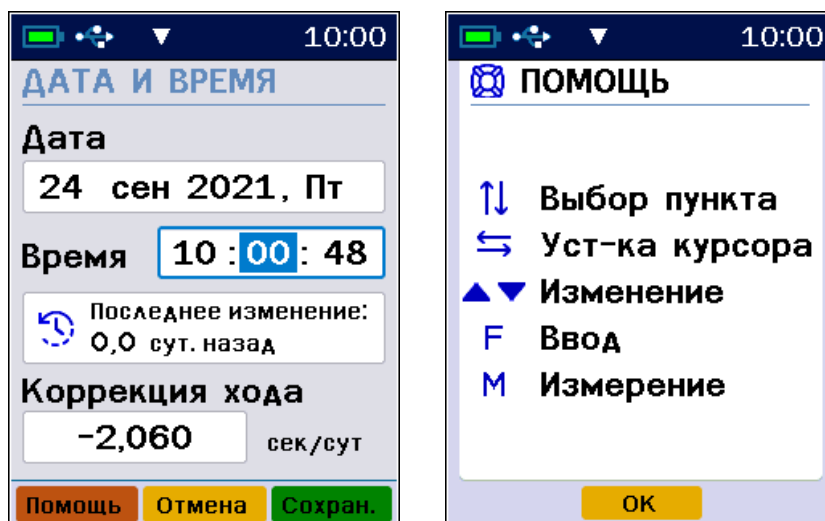 10:00
ДАТА И ВРЕМЯ
Дата
24 сен 2021, Пт
Время 10 : 00 : 48
Последнее изменение:
0,0 сут. назад
Коррекция хода
-2,060 сек/сут
Помощь Отмена Сохран.
10:00
ПОМОЩЬ
Выбор пункта
Уст-ка курсора
Изменение
F Ввод
M Измерение
OK